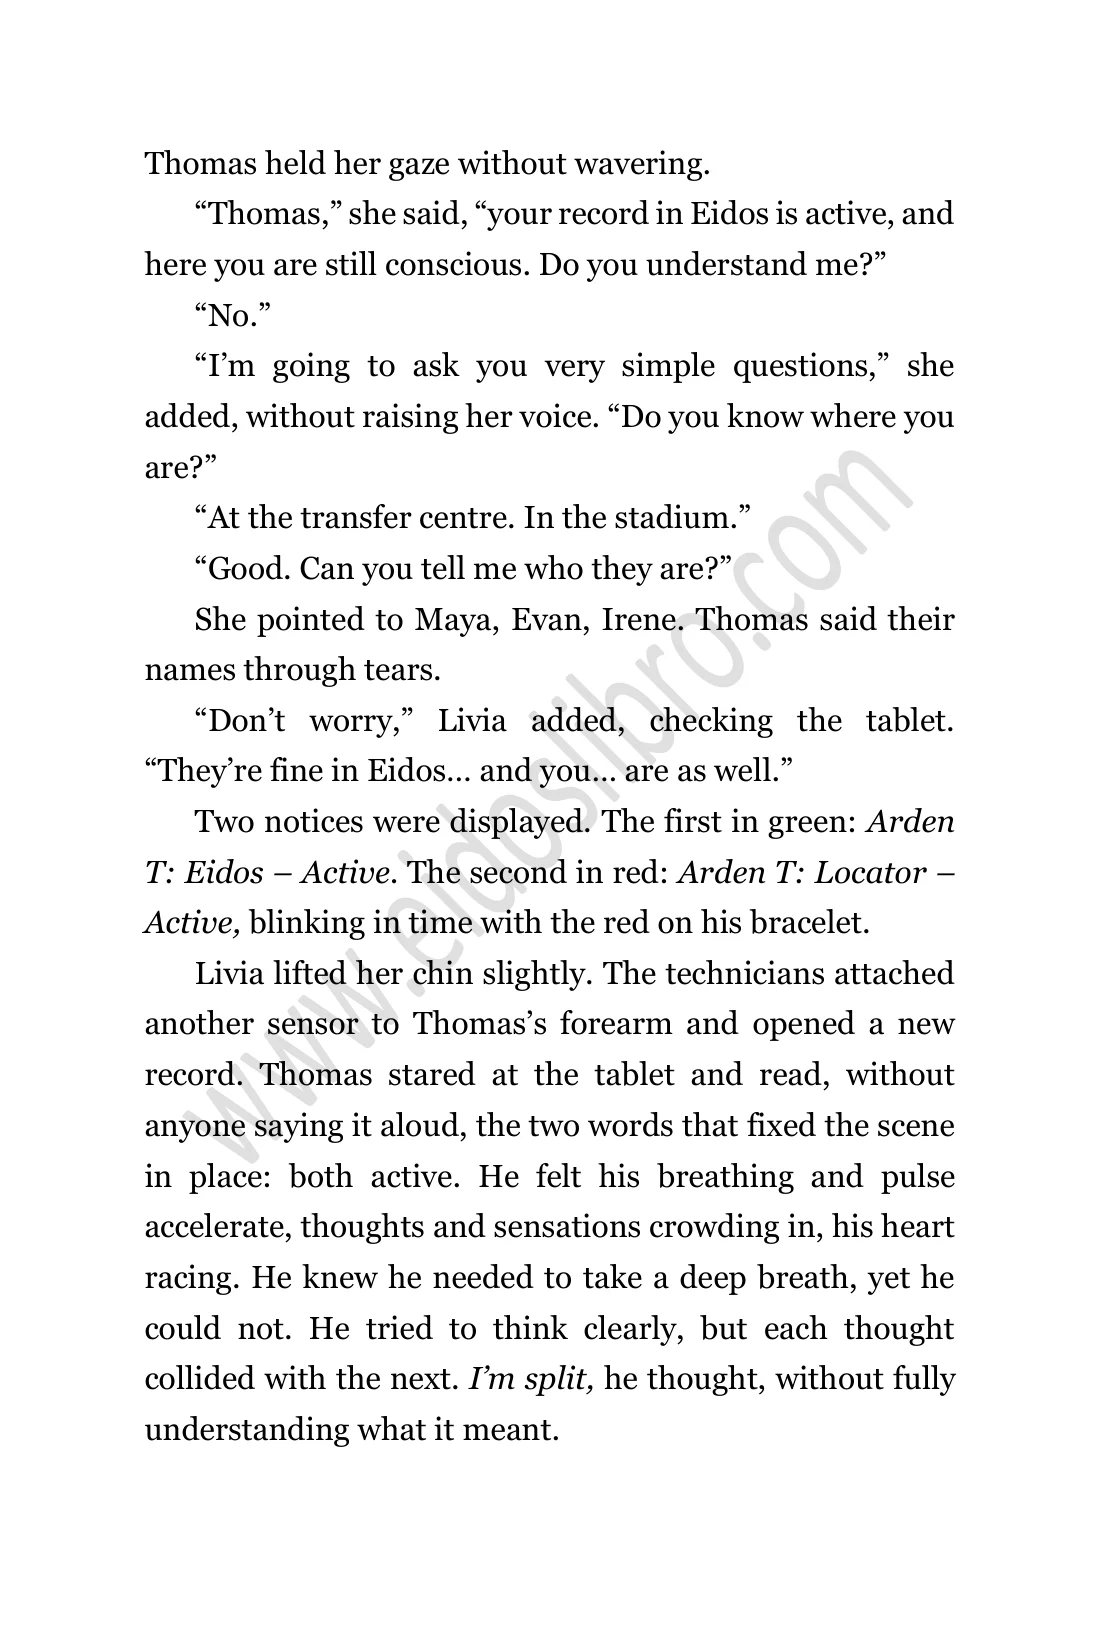 Thomas held her gaze without wavering.
“Thomas,” she said, “your record in Eidos is active, and
here you are still conscious. Do you understand me?”
“No.”
“I’m going to ask you very simple questions,” she
added, without raising her voice. “Do you know where you
are?”
“At the transfer centre. In the stadium.”
“Good. Can you tell me who they are?”
She pointed to Maya, Evan, Irene. Thomas said their
names through tears.
“Don’t worry,” Livia added, checking the tablet.
“They’re fine in Eidos… and you… are as well.”
Two notices were displayed. The first in green: Arden
T: Eidos – Active. The second in red: Arden T: Locator –
Active, blinking in time with the red on his bracelet.
Livia lifted her chin slightly. The technicians attached
another sensor to Thomas’s forearm and opened a new
record. Thomas stared at the tablet and read, without
anyone saying it aloud, the two words that fixed the scene
in place: both active. He felt his breathing and pulse
accelerate, thoughts and sensations crowding in, his heart
racing. He knew he needed to take a deep breath, yet he
could not. He tried to think clearly, but each thought
collided with the next. I’m split, he thought, without fully
understanding what it meant.
www.eidoslibro.com